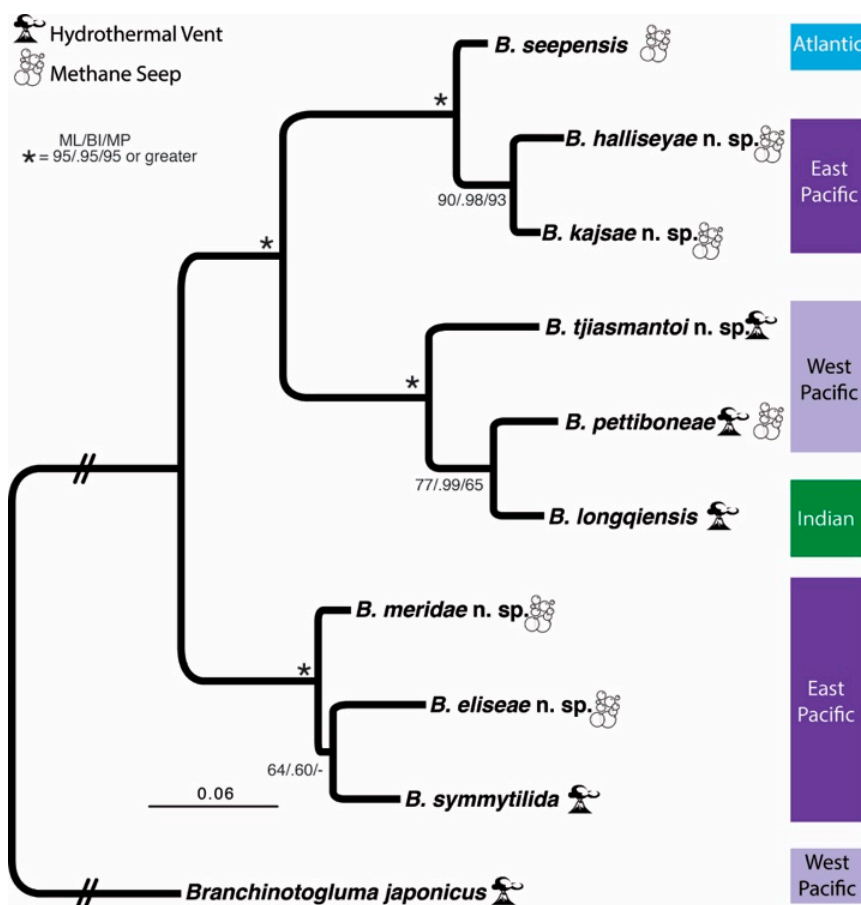 Hydrothermal Vent
Methane Seep
ML/BI/MP
* = 95/.95/95 or greater
*
B. seepensis
Atlantic
B. halliseyae n. sp.
90/.98/93
East
Pacific
B. kajsae n. sp.
*
B. tjiasmantoi n. sp.
*
West
Pacific
B. pettiboneae
77/.99/65
B. longqiensis
Indian
B. meridae n. sp.
*
B. eliseae n. sp.
East
Pacific
64/.60/-
0.06
B. symmytilida
Branchinotogluma japonicus
West
Pacific